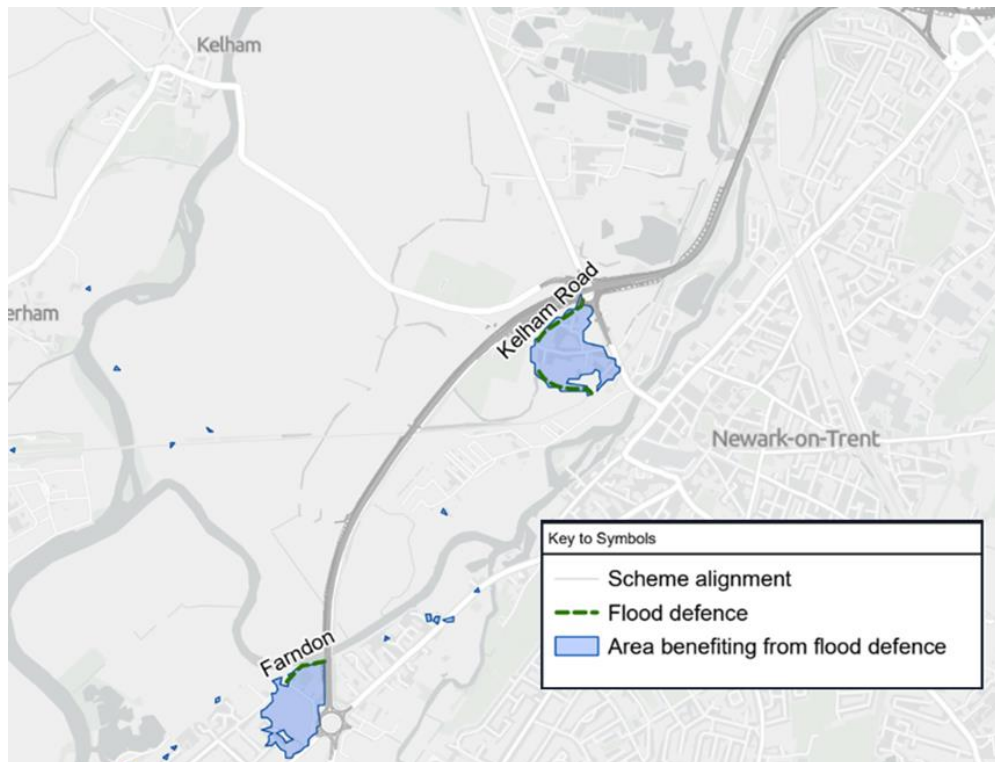 Kelham
erham
Kelham Road
Newark-on-Trent
Farndon
Key to Symbols
Scheme alignment
Flood defence
Area benefiting from flood defence